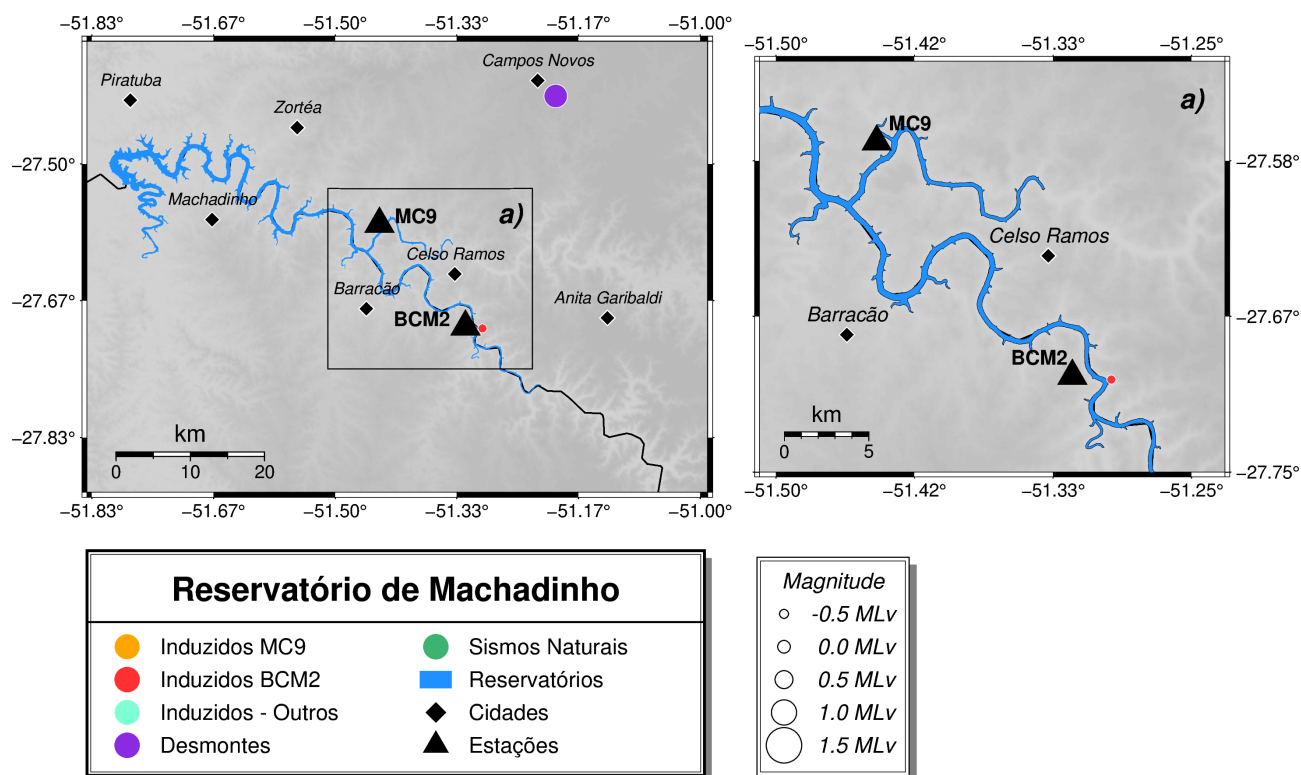 −51.83° −51.67° −51.50° −51.33° −51.17° −51.00°
−27.50°
−27.67°
−27.83°
Piratuba
Zortéa
Campos Novos
Machadinho
MC9
a)
Celso Ramos
Barracão
BCM2
Anita Garibaldi
km
0 10 20
−51.83° −51.67° −51.50° −51.33° −51.17° −51.00°
−51.50° −51.42° −51.33° −51.25°
a)
MC9
−27.58°
Celso Ramos
Barracão
−27.67°
BCM2
km
0 5
−27.75°
−51.50° −51.42° −51.33° −51.25°
Reservatório de Machadinho
Induzidos MC9
Induzidos BCM2
Induzidos - Outros
Desmontes
Sismos Naturais
Reservatórios
Cidades
Estações
Magnitude
-0.5 MLv
0.0 MLv
0.5 MLv
1.0 MLv
1.5 MLv